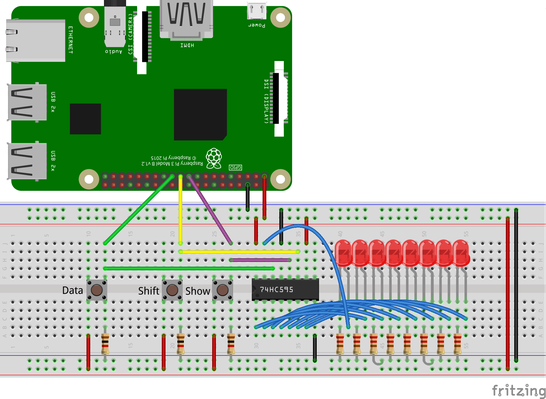 Audio
CSI (CAMERA)
HDMI
Power
ETHERNET
DSI (DISPLAY)
USB 2x
USB 2x
© Raspberry Pi 2015
Raspberry Pi 3 Model B v1.2
GPIO
Data
Shift
Show
74HC595
fritzing